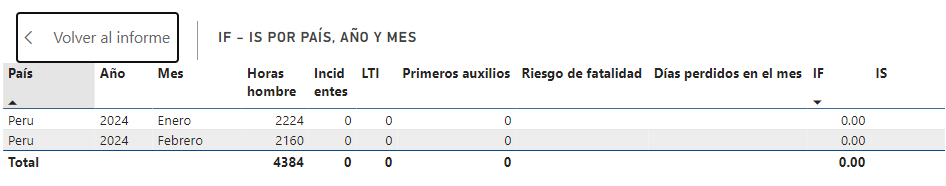 Volver al informe
IF – IS POR PAÍS, AÑO Y MES
País Año Mes Horas hombre Incid entes LTI Primeros auxilios Riesgo de fatalidad Días perdidos en el mes IF IS
Peru 2024 Enero 2224 0 0 0 0.00
Peru 2024 Febrero 2160 0 0 0 0.00
Total 4384 0 0 0 0.00